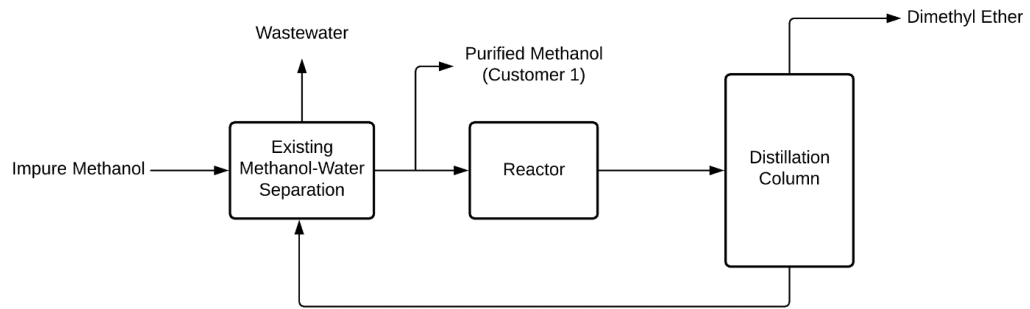 Dimethyl Ether
Wastewater
Purified Methanol
(Customer 1)
Impure Methanol
Existing
Methanol-Water
Separation
Reactor
Distillation
Column